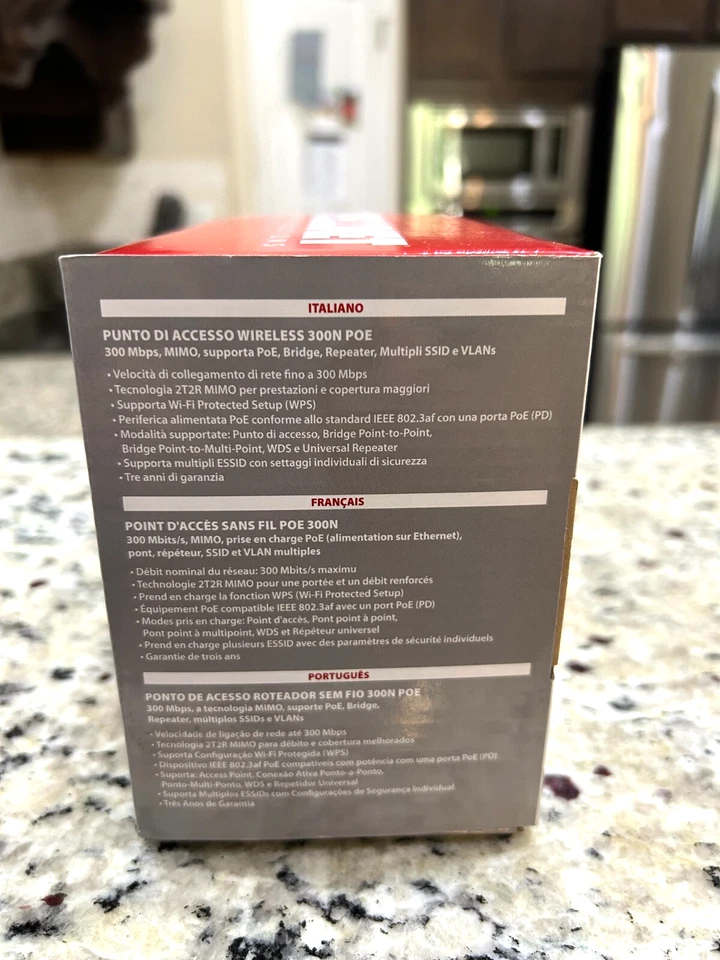 ITALIANO
PUNTO DI ACCESSO WIRELESS 300N POE
300 Mbps, MIMO, supporta PoE, Bridge, Repeater, Multipli SSID e VLANs
• Velocità di collegamento di rete fino a 300 Mbps
• Tecnologia 2T2R MIMO per prestazioni e copertura maggiori
• Supporta Wi-Fi Protected Setup (WPS)
• Periferica alimentata PoE conforme allo standard IEEE 802.3af con una porta PoE (PD)
• Modalità supportate: Punto di accesso, Bridge Point-to-Point,
Bridge Point-to-Multi-Point, WDS e Universal Repeater
• Supporta multipli ESSID con settaggi individuali di sicurezza
• Tre anni di garanzia
FRANÇAIS
POINT D'ACCÈS SANS FIL POE 300N
300 Mbits/s, MIMO, prise en charge PoE (alimentation sur Ethernet),
pont, répéteur, SSID et VLAN multiples
• Débit nominal du réseau: 300 Mbits/s maximu
• Technologie 2T2R MIMO pour une portée et un débit renforcés
• Prend en charge la fonction WPS (Wi-Fi Protected Setup)
• Équipement PoE compatible IEEE 802.3af avec un port PoE (PD)
• Modes pris en charge: Point d'accès, Pont point à point,
Pont point à multipoint, WDS et Répéteur universel
• Prend en charge plusieurs ESSID avec des paramètres de sécurité individuels
• Garantie de trois ans
PORTUGUÊS
PONTO DE ACESSO ROTEADOR SEM FIO 300N POE
300 Mbps, a tecnologia MIMO, suporte PoE, Bridge,
Repeater, múltiplos SSIDs e VLANs
• Velocidade de ligação de rede até 300 Mbps
• Tecnologia 2T2R MIMO para débito e cobertura melhorados
• Suporta Configuração Wi-Fi Protegida (WPS)
• Dispositivo IEEE 802.3af PoE compatíveis com potência com uma porta PoE (PD)
• Suporta: Access Point, Conexão Ativa Ponto-a-Ponto,
Ponto-Multi-Ponto, WDS e Repetidor Universal
• Suporta Multiplos ESSIDs com Configurações de Segurança Individual
• Três Anos de Garantia